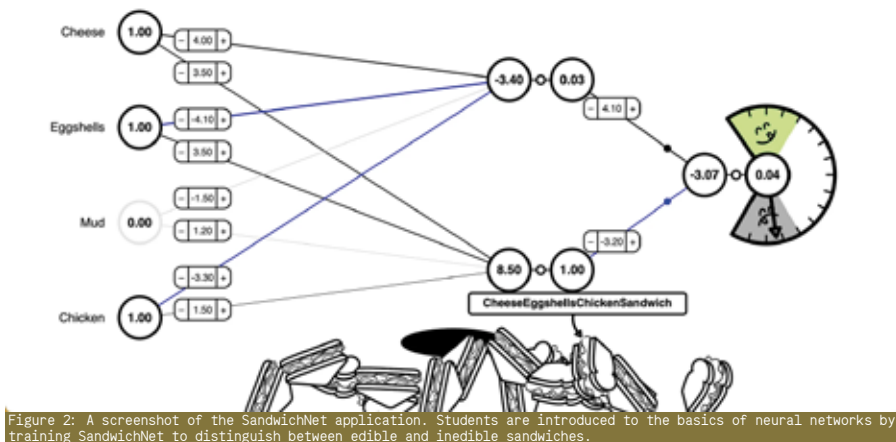 Cheese 1.00 - 4.00 +
- 3.50 +
-3.40 0.03
- 4.10 +
Eggshells 1.00 - -4.10 +
- 3.50 +
-3.07 0.04
Mud 0.00 - -1.50 +
- 1.20 +
- -3.20 +
Chicken 1.00 - -3.30 +
- 1.50 +
8.50 1.00
CheeseEggshellsChickenSandwich
Figure 2: A screenshot of the SandwichNet application. Students are introduced to the basics of neural networks by
training SandwichNet to distinguish between edible and inedible sandwiches.